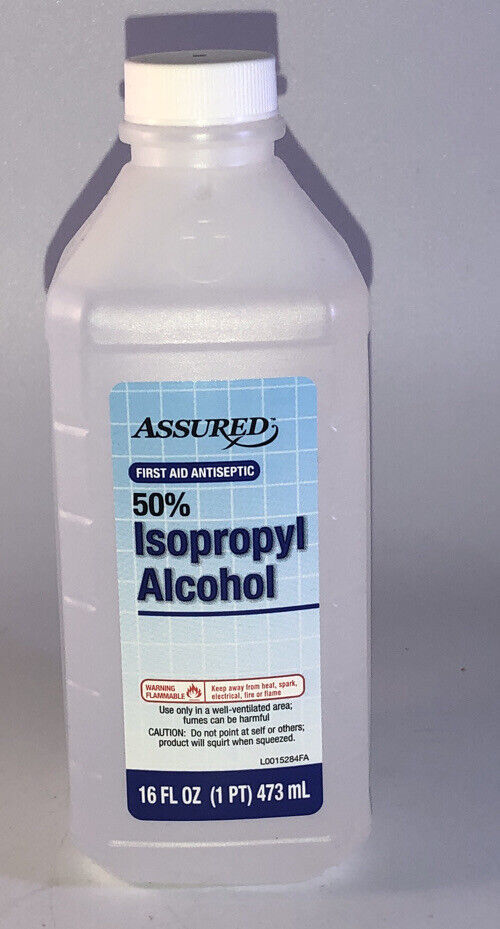 ASSURED
FIRST AID ANTISEPTIC
50%
Isopropyl
Alcohol
WARNING
FLAMMABLE
Keep away from heat, spark,
electrical, fire or flame
Use only in a well-ventilated area;
fumes can be harmful
CAUTION: Do not point at self or others;
product will squirt when squeezed.
L0015284FA
16 FL OZ (1 PT) 473 mL